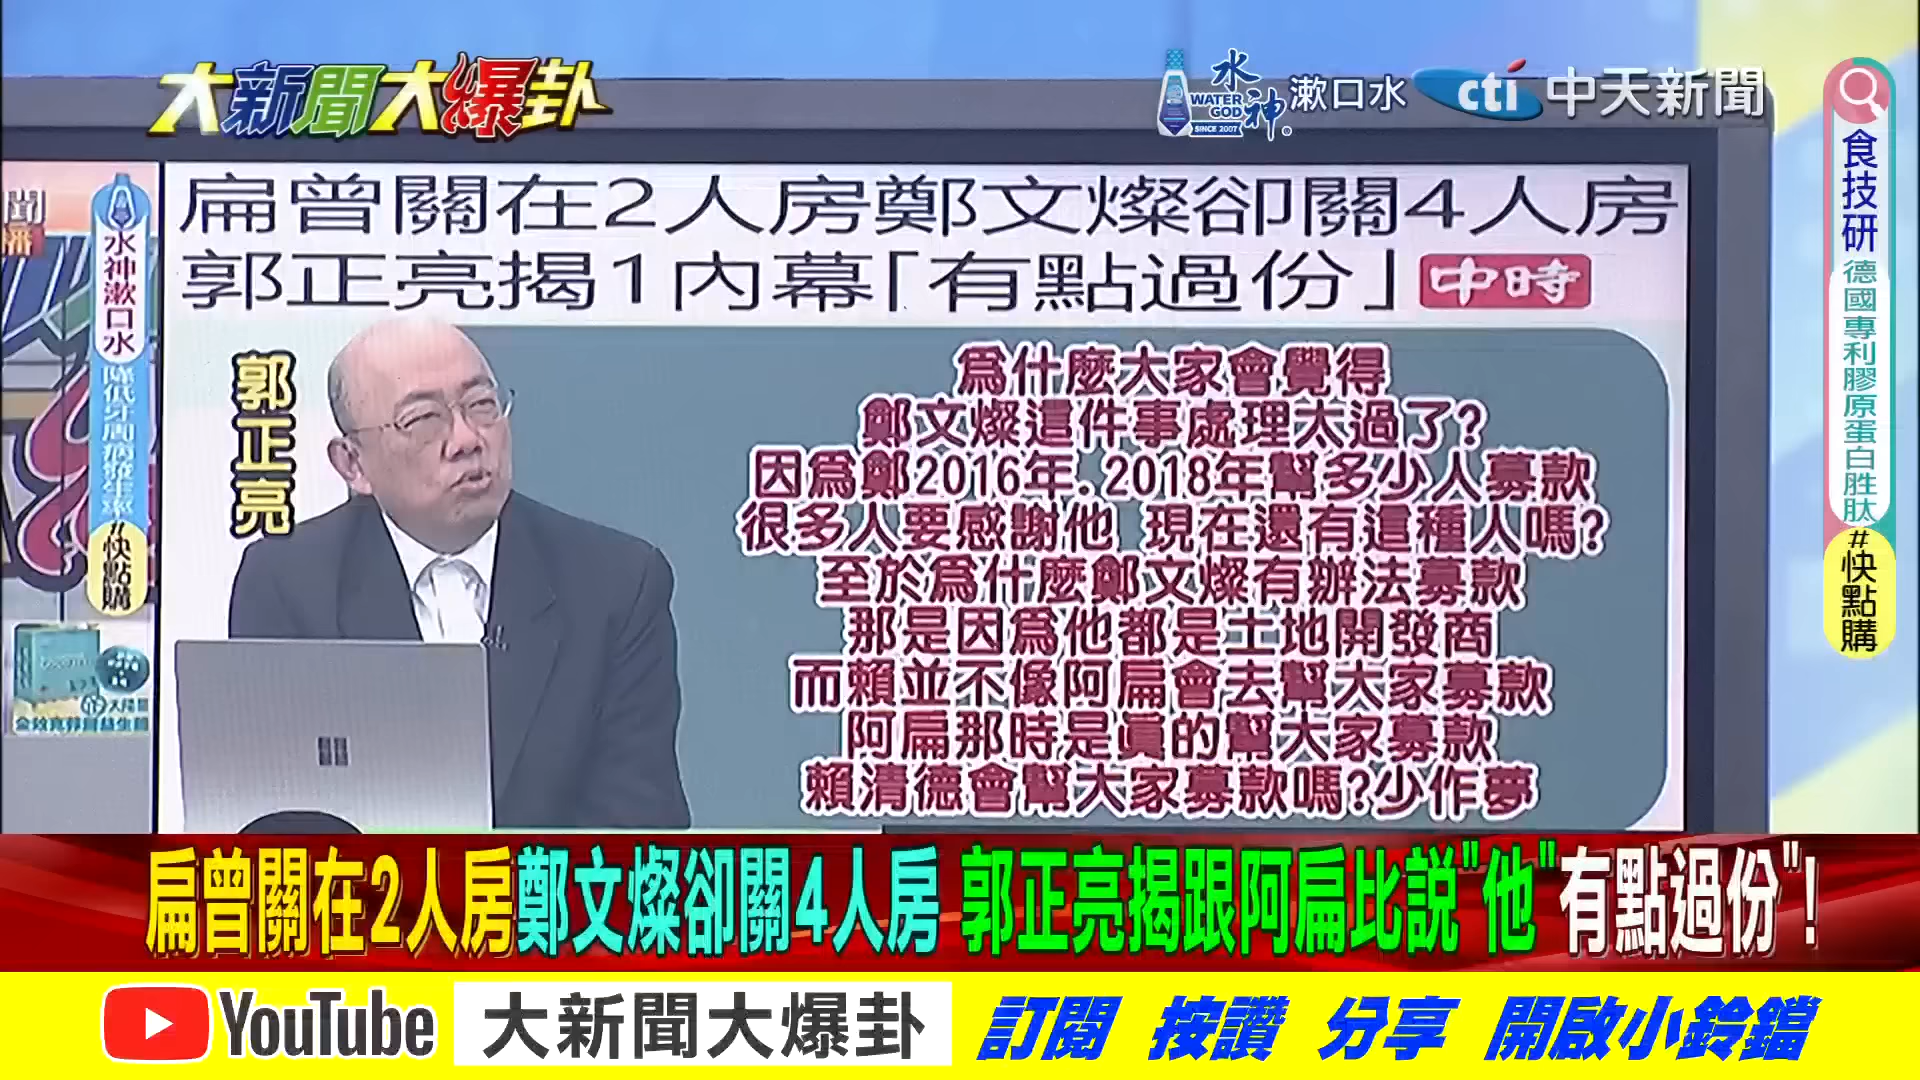 大新聞大爆卦
水神
WATER GOD
SINCE 2007
漱口水
cti 中天新聞
扁曾關在2人房鄭文燦卻關4人房
郭正亮揭1內幕「有點過份」中時
郭正亮
為什麼大家會覺得
鄭文燦這件事處理太過了?
因為鄭2016年.2018年幫多少人募款
很多人要感謝他 現在還有這種人嗎?
至於為什麼鄭文燦有辦法募款
那是因為他都是土地開發商
而賴並不像阿扁會去幫大家募款
阿扁那時是真的幫大家募款
賴清德會幫大家募款嗎?少作夢
水神漱口水
降低牙周病發生率
#快點購
食技研
德國專利膠原蛋白胜肽
#快點購
扁曾關在2人房鄭文燦卻關4人房 郭正亮揭跟阿扁比説"他"有點過份"!
YouTube 大新聞大爆卦 訂閱 按讚 分享 開啟小鈴鐺